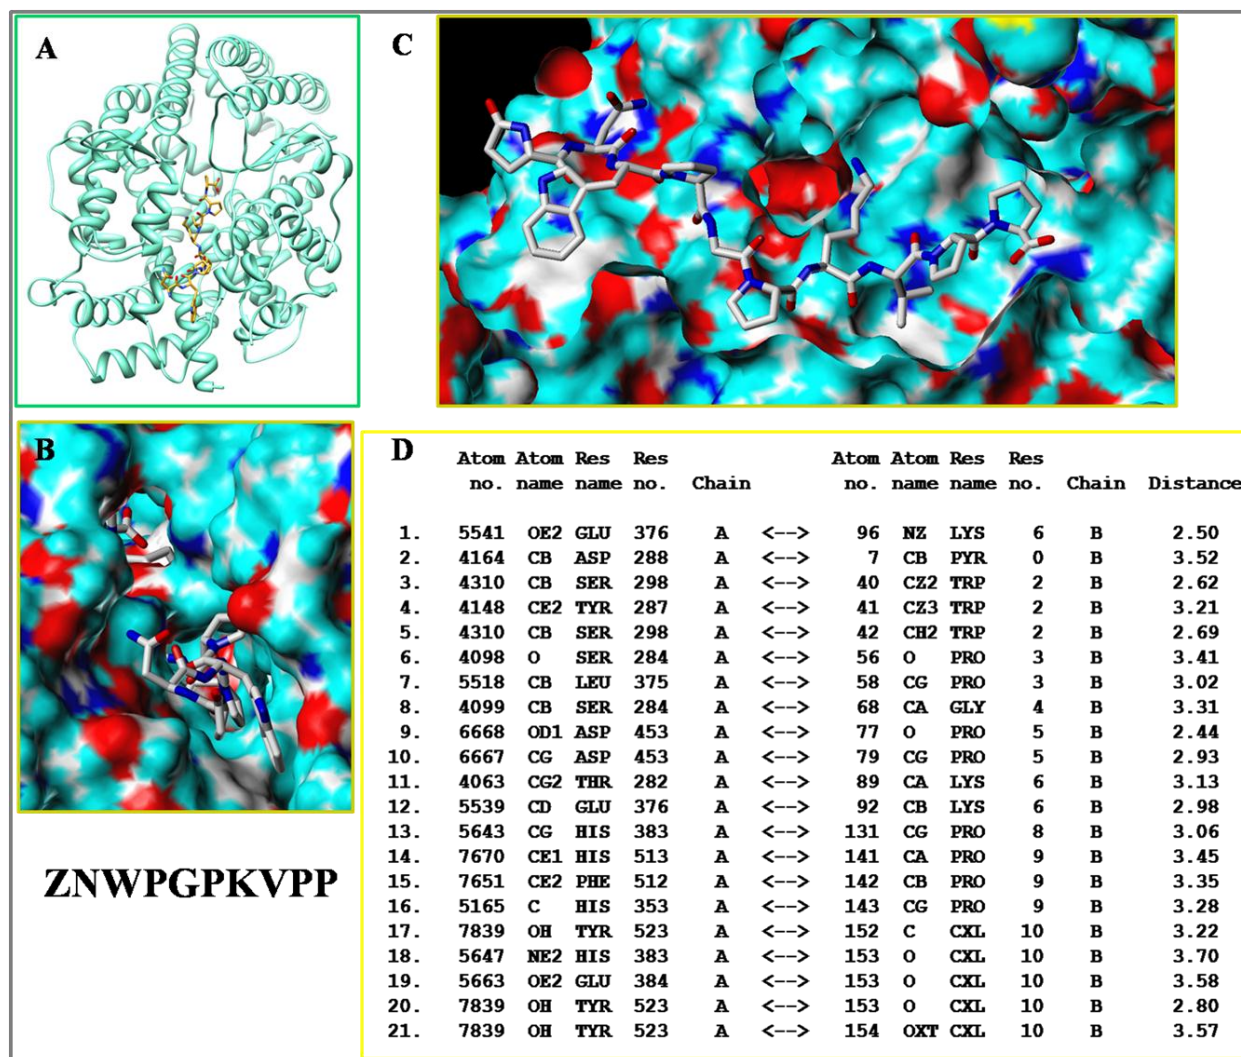 A
C
B
ZNWPGPKVPP
D
Atom Atom Res Res Atom Atom Res Res
no. name name no. Chain no. name name no. Chain Distance
1. 5541 OE2 GLU 376 A <--> 96 NZ LYS 6 B 2.50
2. 4164 CB ASP 288 A <--> 7 CB PYR 0 B 3.52
3. 4310 CB SER 298 A <--> 40 CZ2 TRP 2 B 2.62
4. 4148 CE2 TYR 287 A <--> 41 CZ3 TRP 2 B 3.21
5. 4310 CB SER 298 A <--> 42 CH2 TRP 2 B 2.69
6. 4098 O SER 284 A <--> 56 O PRO 3 B 3.41
7. 5518 CB LEU 375 A <--> 58 CG PRO 3 B 3.02
8. 4099 CB SER 284 A <--> 68 CA GLY 4 B 3.31
9. 6668 OD1 ASP 453 A <--> 77 O PRO 5 B 2.44
10. 6667 CG ASP 453 A <--> 79 CG PRO 5 B 2.93
11. 4063 CG2 THR 282 A <--> 89 CA LYS 6 B 3.13
12. 5539 CD GLU 376 A <--> 92 CB LYS 6 B 2.98
13. 5643 CG HIS 383 A <--> 131 CG PRO 8 B 3.06
14. 7670 CE1 HIS 513 A <--> 141 CA PRO 9 B 3.45
15. 7651 CE2 PHE 512 A <--> 142 CB PRO 9 B 3.35
16. 5165 C HIS 353 A <--> 143 CG PRO 9 B 3.28
17. 7839 OH TYR 523 A <--> 152 C CXL 10 B 3.22
18. 5647 NE2 HIS 383 A <--> 153 O CXL 10 B 3.70
19. 5663 OE2 GLU 384 A <--> 153 O CXL 10 B 3.58
20. 7839 OH TYR 523 A <--> 153 O CXL 10 B 2.80
21. 7839 OH TYR 523 A <--> 154 OXT CXL 10 B 3.57